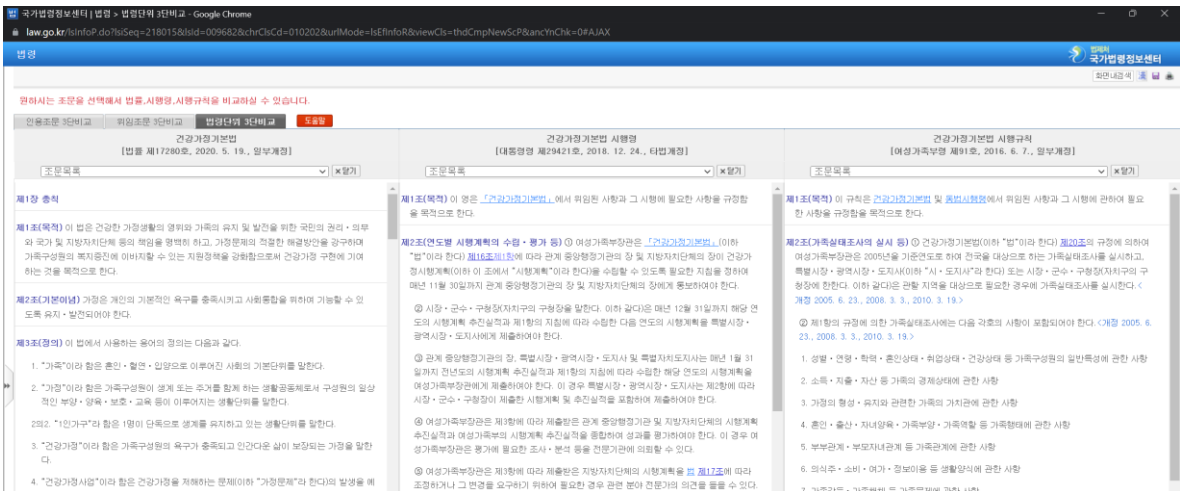 국가법령정보센터 | 법령 > 법령단위 3단비교 - Google Chrome
law.go.kr/lsInfoP.do?lsiSeq=218015&lsId=009682&chrClsCd=010202&urlMode=lsEfInfoR&viewCls=thdCmpNewScP&ancYnChk=0#AJAX
법령
법제처
국가법령정보센터
화면내검색
원하시는 조문을 선택해서 법률,시행령,시행규칙을 비교하실 수 있습니다.
인용조문 3단비교 위임조문 3단비교 법령단위 3단비교 도움말
건강가정기본법
[법률 제17280호, 2020. 5. 19., 일부개정]
조문목록 ×닫기
제1장 총칙
제1조(목적) 이 법은 건강한 가정생활의 영위와 가족의 유지 및 발전을 위한 국민의 권리·의무
와 국가 및 지방자치단체 등의 책임을 명백히 하고, 가정문제의 적절한 해결방안을 강구하며
가족구성원의 복지증진에 이바지할 수 있는 지원정책을 강화함으로써 건강가정 구현에 기여
하는 것을 목적으로 한다.
제2조(기본이념) 가정은 개인의 기본적인 욕구를 충족시키고 사회통합을 위하여 기능할 수 있
도록 유지·발전되어야 한다.
제3조(정의) 이 법에서 사용하는 용어의 정의는 다음과 같다.
1. "가족"이라 함은 혼인·혈연·입양으로 이루어진 사회의 기본단위를 말한다.
2. "가정"이라 함은 가족구성원이 생계 또는 주거를 함께 하는 생활공동체로서 구성원의 일상
적인 부양·양육·보호·교육 등이 이루어지는 생활단위를 말한다.
2의2. "1인가구"라 함은 1명이 단독으로 생계를 유지하고 있는 생활단위를 말한다.
3. "건강가정"이라 함은 가족구성원의 욕구가 충족되고 인간다운 삶이 보장되는 가정을 말한
다.
4. "건강가정사업"이라 함은 건강가정을 저해하는 문제(이하 "가정문제"라 한다)의 발생을 예
건강가정기본법 시행령
[대통령령 제29421호, 2018. 12. 24., 타법개정]
조문목록 ×닫기
제1조(목적) 이 영은 「건강가정기본법」에서 위임된 사항과 그 시행에 필요한 사항을 규정함
을 목적으로 한다.
제2조(연도별 시행계획의 수립·평가 등) ① 여성가족부장관은 「건강가정기본법」(이하
"법"이라 한다) 제16조제1항에 따라 관계 중앙행정기관의 장 및 지방자치단체의 장이 건강가
정시행계획(이하 이 조에서 "시행계획"이라 한다)을 수립할 수 있도록 필요한 지침을 정하여
매년 11월 30일까지 관계 중앙행정기관의 장 및 지방자치단체의 장에게 통보하여야 한다.
② 시장·군수·구청장(자치구의 구청장을 말한다. 이하 같다)은 매년 12월 31일까지 해당 연
도의 시행계획 추진실적과 제1항의 지침에 따라 수립한 다음 연도의 시행계획을 특별시장·
광역시장·도지사에게 제출하여야 한다.
③ 관계 중앙행정기관의 장, 특별시장·광역시장·도지사 및 특별자치도지사는 매년 1월 31
일까지 전년도의 시행계획 추진실적과 제1항의 지침에 따라 수립한 해당 연도의 시행계획을
여성가족부장관에게 제출하여야 한다. 이 경우 특별시장·광역시장·도지사는 제2항에 따라
시장·군수·구청장이 제출한 시행계획 및 추진실적을 포함하여 제출하여야 한다.
④ 여성가족부장관은 제3항에 따라 제출받은 관계 중앙행정기관 및 지방자치단체의 시행계획
추진실적과 여성가족부의 시행계획 추진실적을 종합하여 성과를 평가하여야 한다. 이 경우 여
성가족부장관은 평가에 필요한 조사·분석 등을 전문기관에 의뢰할 수 있다.
⑤ 여성가족부장관은 제3항에 따라 제출받은 지방자치단체의 시행계획을 법 제17조에 따라
조정하거나 그 변경을 요구하기 위하여 필요한 경우 관련 분야 전문가의 의견을 들을 수 있다.
건강가정기본법 시행규칙
[여성가족부령 제91호, 2016. 6. 7., 일부개정]
조문목록 ×닫기
제1조(목적) 이 규칙은 건강가정기본법 및 동법시행령에서 위임된 사항과 그 시행에 관하여 필요
한 사항을 규정함을 목적으로 한다.
제2조(가족실태조사의 실시 등) ① 건강가정기본법(이하 "법"이라 한다) 제20조의 규정에 의하여
여성가족부장관은 2005년을 기준연도로 하여 전국을 대상으로 하는 가족실태조사를 실시하고,
특별시장·광역시장·도지사(이하 "시·도지사"라 한다) 또는 시장·군수·구청장(자치구의 구
청장에 한한다. 이하 같다)은 관할 지역을 대상으로 필요한 경우에 가족실태조사를 실시한다.<
개정 2005. 6. 23., 2008. 3. 3., 2010. 3. 19.>
② 제1항의 규정에 의한 가족실태조사에는 다음 각호의 사항이 포함되어야 한다.<개정 2005. 6.
23., 2008. 3. 3., 2010. 3. 19.>
1. 성별·연령·학력·혼인상태·취업상태·건강상태 등 가족구성원의 일반특성에 관한 사항
2. 소득·지출·자산 등 가족의 경제상태에 관한 사항
3. 가정의 형성·유지와 관련한 가족의 가치관에 관한 사항
4. 혼인·출산·자녀양육·가족부양·가족역할 등 가족행태에 관한 사항
5. 부부관계·부모자녀관계 등 가족관계에 관한 사항
6. 의식주·소비·여가·정보이용 등 생활양식에 관한 사항
7. 가족갈등·가족해체 등 가족문제에 관한 사항